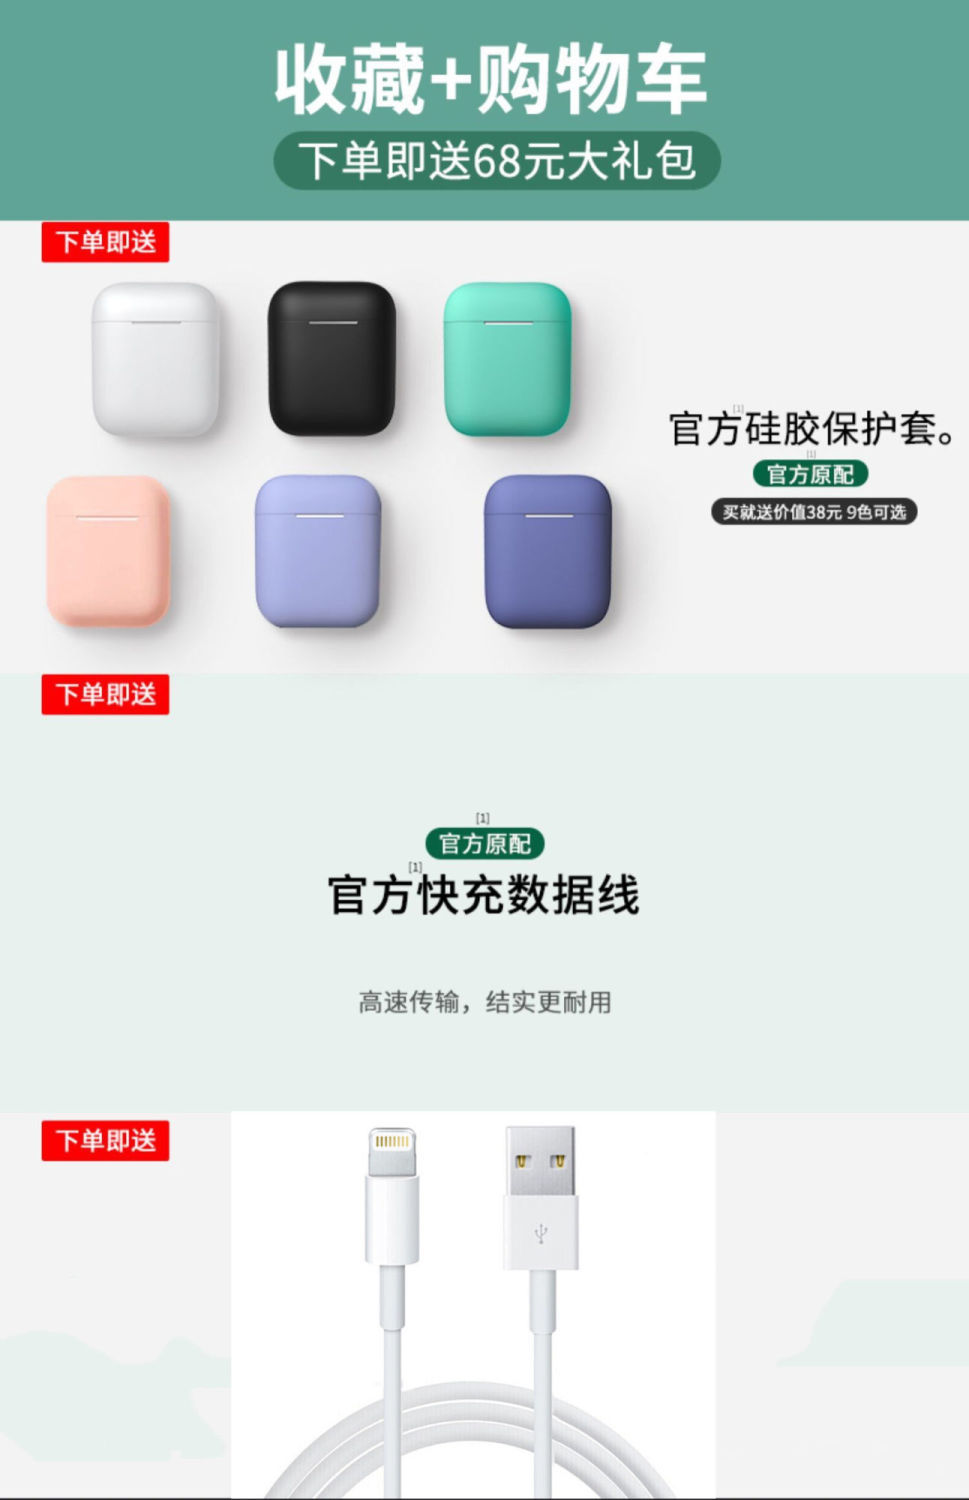 收藏+购物车
下单即送68元大礼包
下单即送
[1]
官方硅胶保护套。
[1]
官方原配
买就送价值38元 9色可选
下单即送
[1]
官方原配
[1]
官方快充数据线
高速传输，结实更耐用
下单即送